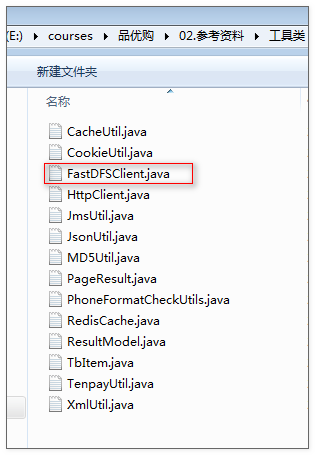 (E:) ▸ courses ▸ 品优购 ▸ 02.参考资料 ▸ 工具类
新建文件夹
名称
CacheUtil.java
CookieUtil.java
FastDFSClient.java
HttpClient.java
JmsUtil.java
JsonUtil.java
MD5Util.java
PageResult.java
PhoneFormatCheckUtils.java
RedisCache.java
ResultModel.java
TbItem.java
TenpayUtil.java
XmlUtil.java